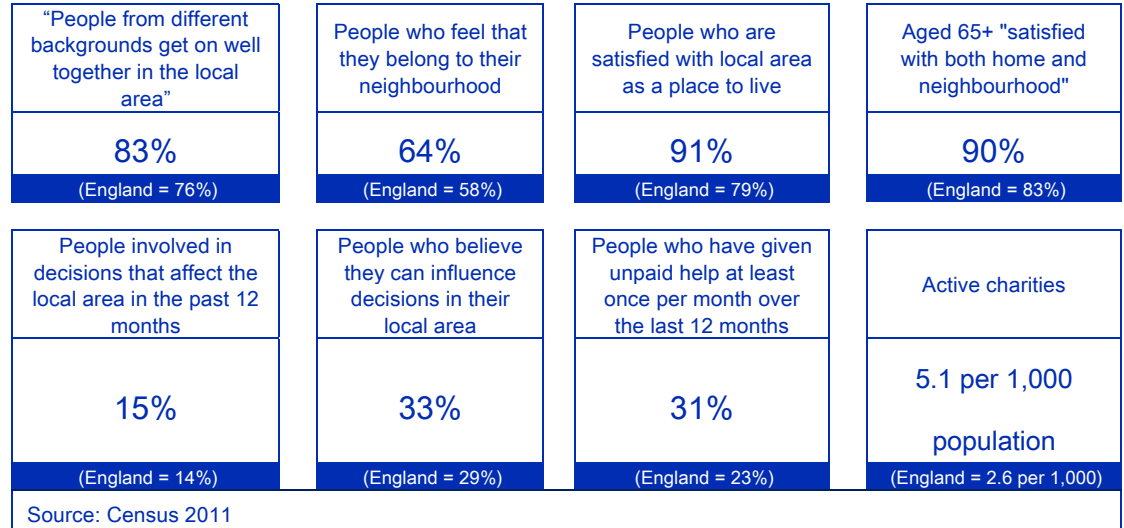 “People from different
backgrounds get on well
together in the local
area”
83%
(England = 76%)
People who feel that
they belong to their
neighbourhood
64%
(England = 58%)
People who are
satisfied with local area
as a place to live
91%
(England = 79%)
Aged 65+ "satisfied
with both home and
neighbourhood"
90%
(England = 83%)
People involved in
decisions that affect the
local area in the past 12
months
15%
(England = 14%)
People who believe
they can influence
decisions in their
local area
33%
(England = 29%)
People who have given
unpaid help at least
once per month over
the last 12 months
31%
(England = 23%)
Active charities
5.1 per 1,000
population
(England = 2.6 per 1,000)
Source: Census 2011